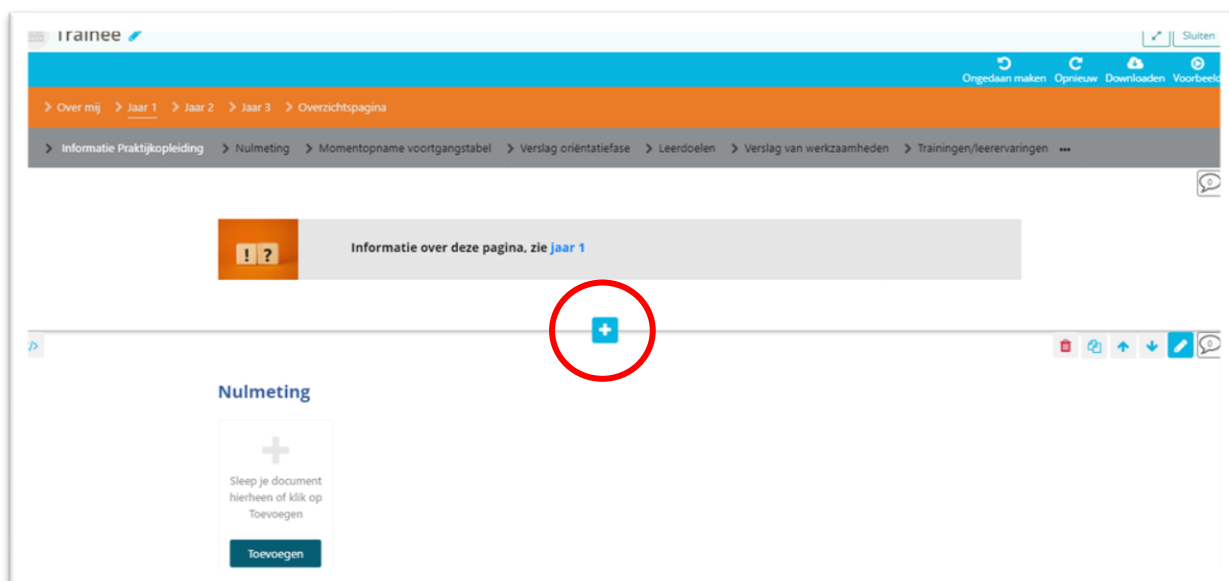 Trainee
Sluiten
Ongedaan maken Opnieuw Downloaden Voorbeeld
Over mij Jaar 1 Jaar 2 Jaar 3 Overzichtspagina
Informatie Praktijkopleiding Nulmeting Momentopname voortgangstabel Verslag oriëntatiefase Leerdoelen Verslag van werkzaamheden Trainingen/leerervaringen •••
0
! ?
Informatie over deze pagina, zie jaar 1
0
Nulmeting
Sleep je document
hierheen of klik op
Toevoegen
Toevoegen